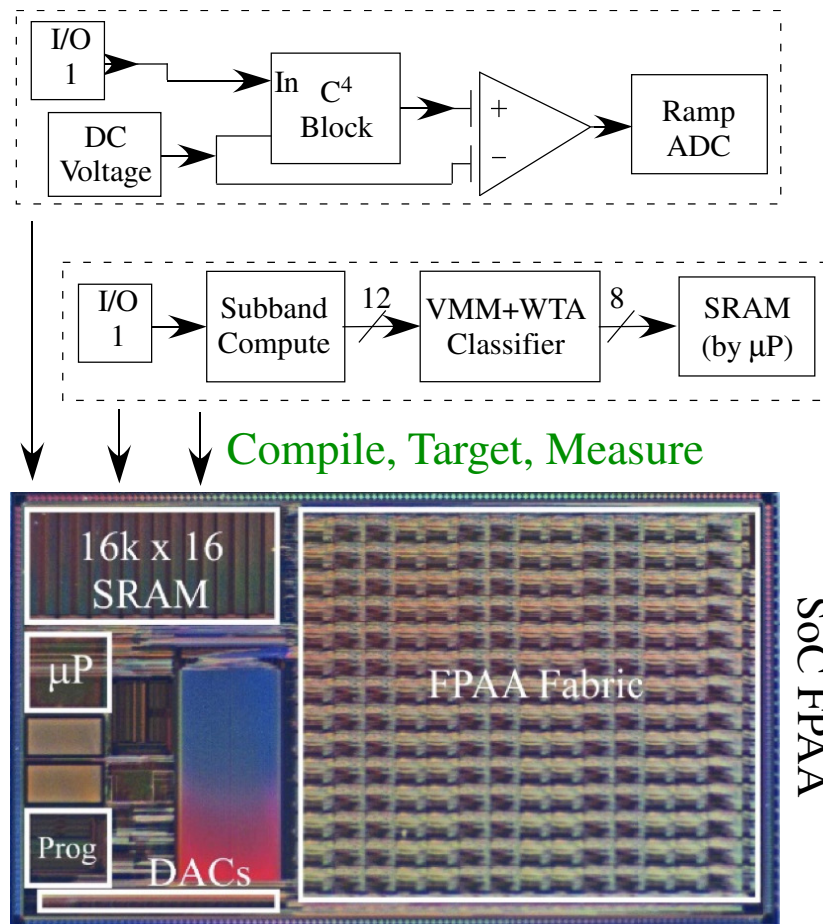 I/O
1
In
C⁴
Block
DC
Voltage
+
−
Ramp
ADC
I/O
1
Subband
Compute
12
VMM+WTA
Classifier
8
SRAM
(by µP)
Compile, Target, Measure
16k x 16
SRAM
µP
FPAA Fabric
Prog
DACs
SoC FPAA